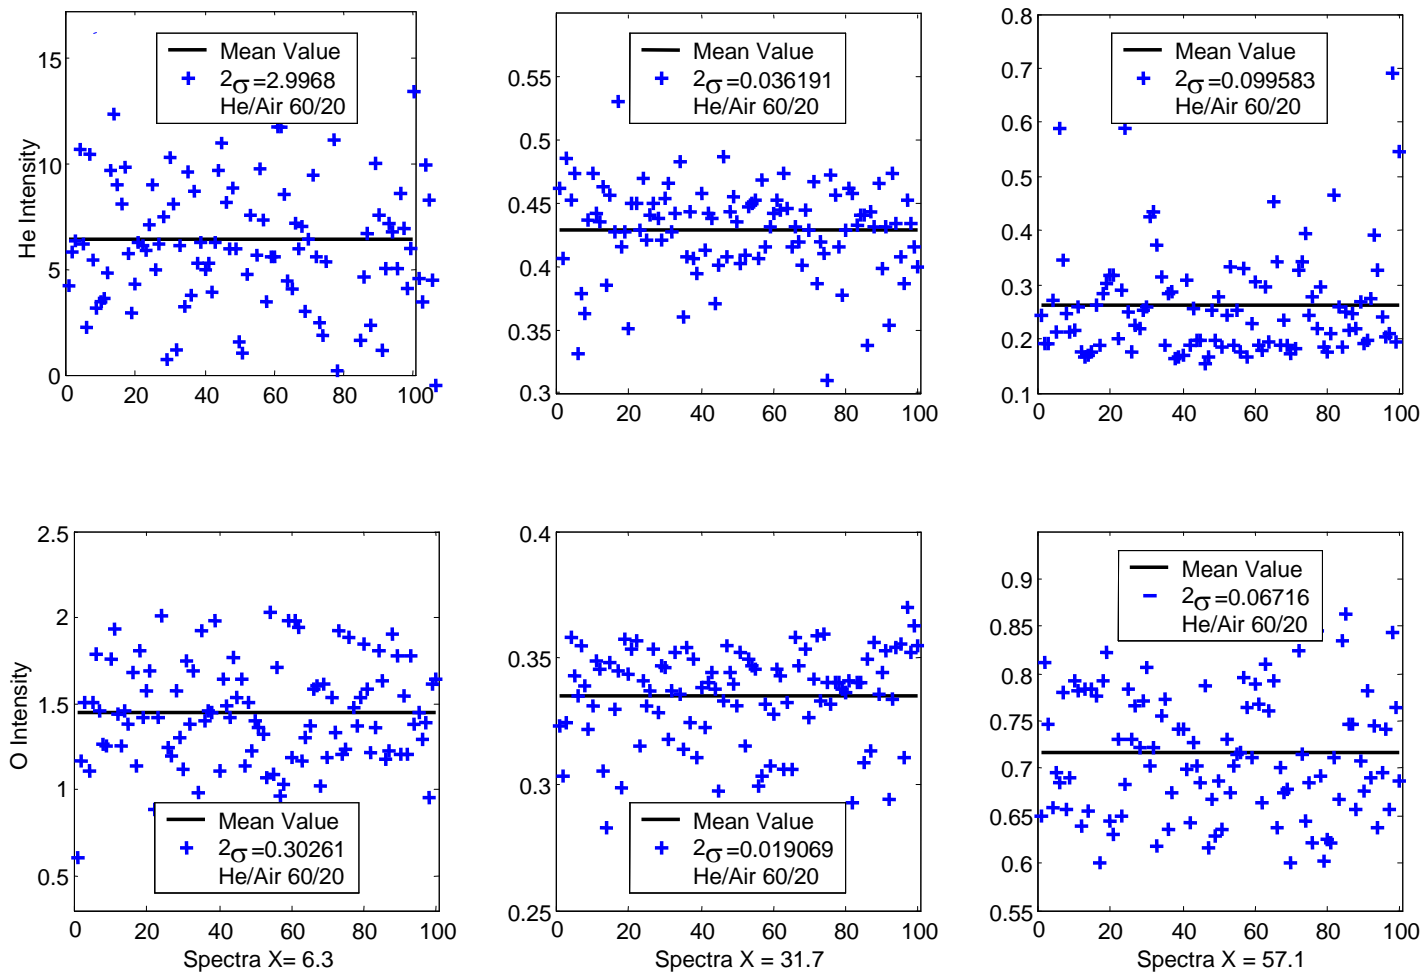 Mean Value
2σ=2.9968
He/Air 60/20
He Intensity
15
10
5
0
0 20 40 60 80 100
Mean Value
2σ=0.036191
He/Air 60/20
0.55
0.5
0.45
0.4
0.35
0.3
0 20 40 60 80 100
Mean Value
2σ=0.099583
He/Air 60/20
0.8
0.7
0.6
0.5
0.4
0.3
0.2
0.1
0 20 40 60 80 100
2.5
2
1.5
1
0.5
O Intensity
Mean Value
2σ=0.30261
He/Air 60/20
0 20 40 60 80 100
Spectra X= 6.3
0.4
0.35
0.3
0.25
Mean Value
2σ=0.019069
He/Air 60/20
0 20 40 60 80 100
Spectra X = 31.7
Mean Value
2σ=0.06716
He/Air 60/20
0.9
0.85
0.8
0.75
0.7
0.65
0.6
0.55
0 20 40 60 80 100
Spectra X = 57.1